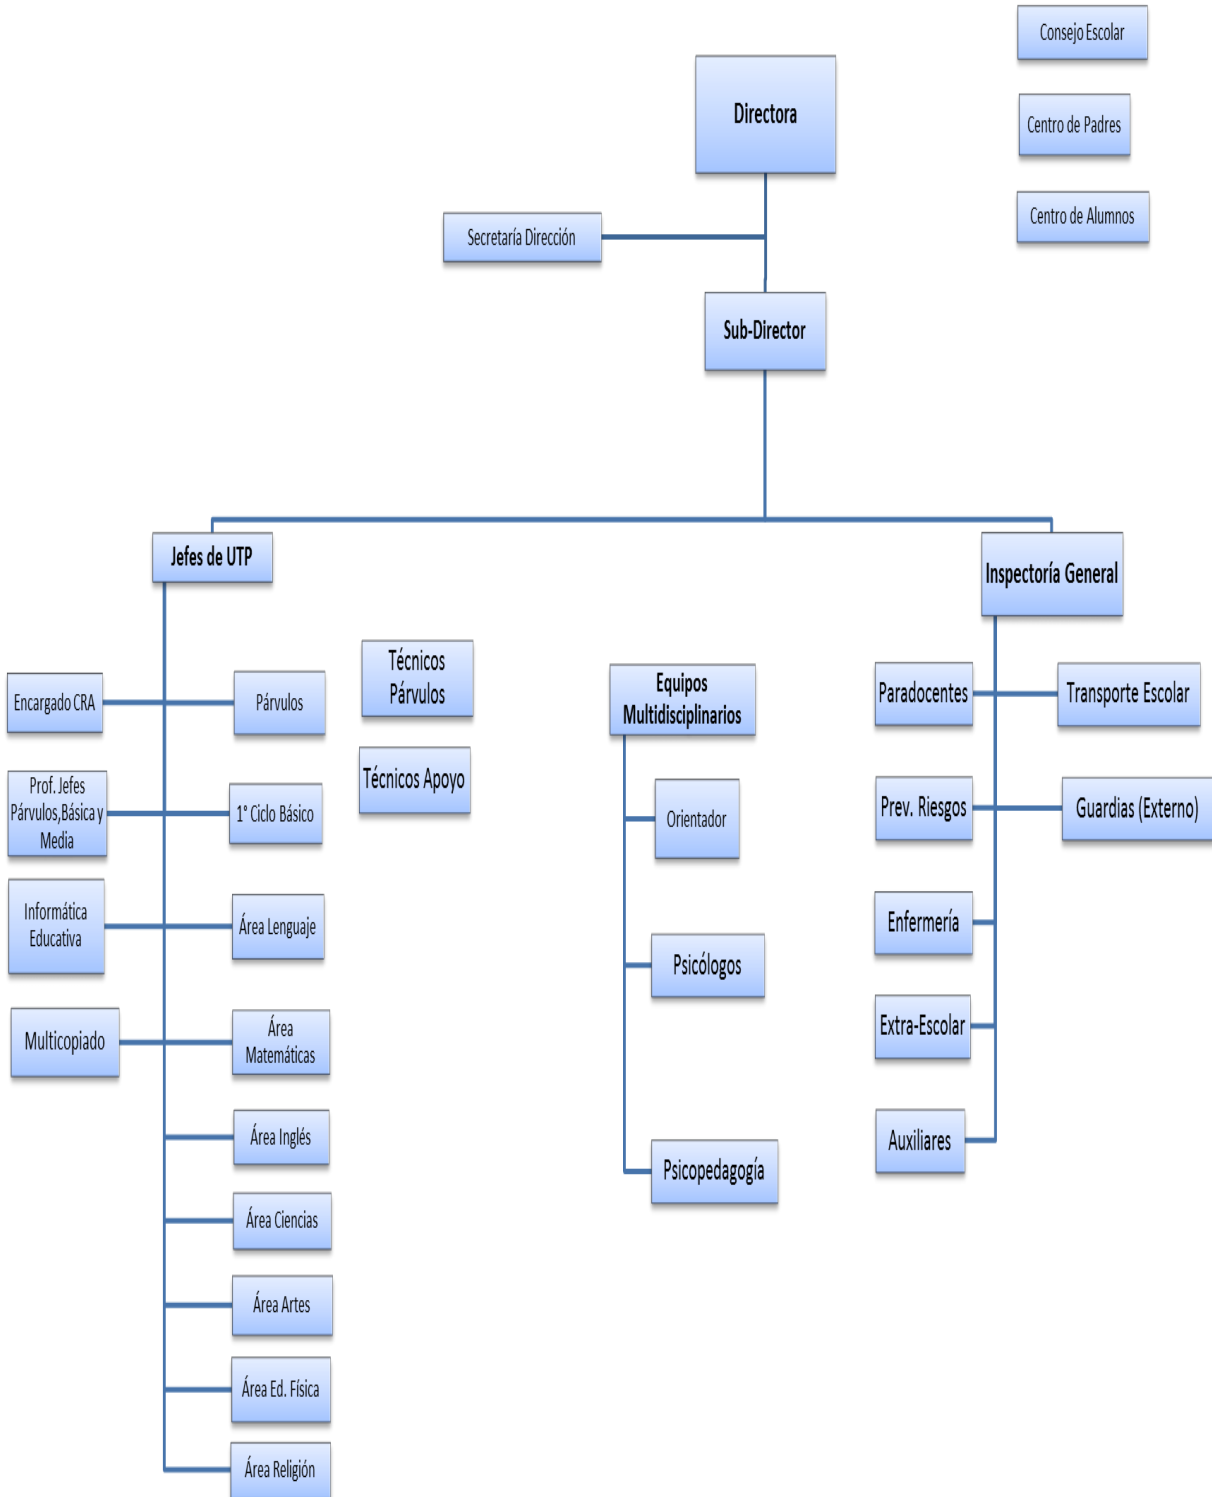 Consejo Escolar
Directora
Centro de Padres
Centro de Alumnos
Secretaría Dirección
Sub-Director
Jefes de UTP
Inspectoría General
Encargado CRA
Párvulos
Técnicos
Párvulos
Prof. Jefes
Párvulos,Básica y
Media
1° Ciclo Básico
Técnicos Apoyo
Informática
Educativa
Área Lenguaje
Multicopiado
Área
Matemáticas
Área Inglés
Área Ciencias
Área Artes
Área Ed. Física
Área Religión
Equipos
Multidisciplinarios
Orientador
Psicólogos
Psicopedagogía
Paradocentes
Transporte Escolar
Prev. Riesgos
Guardias (Externo)
Enfermería
Extra-Escolar
Auxiliares